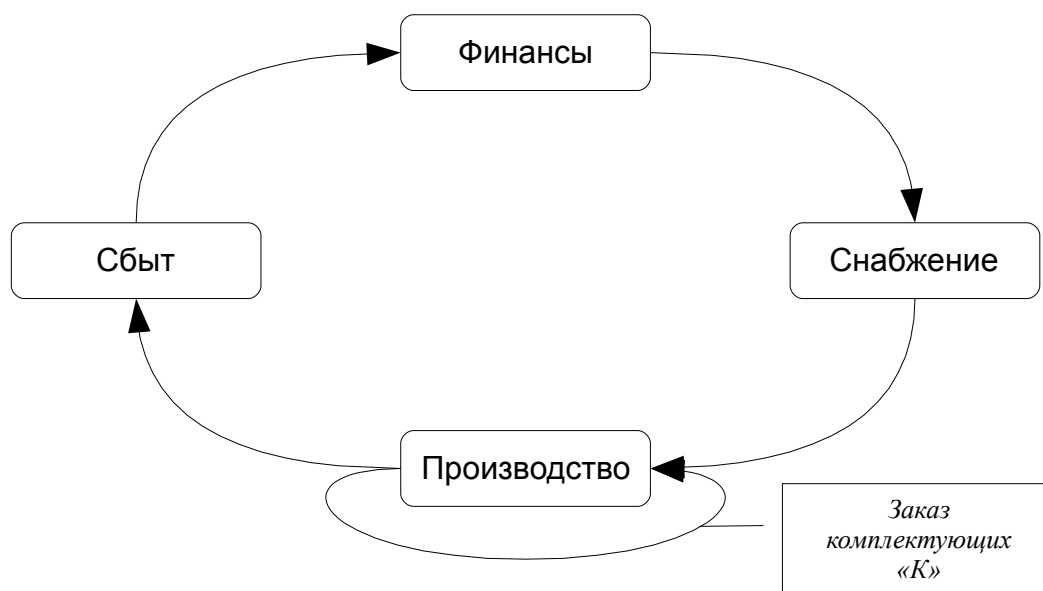 Финансы
Сбыт
Снабжение
Производство
Заказ
комплектующих
«К»